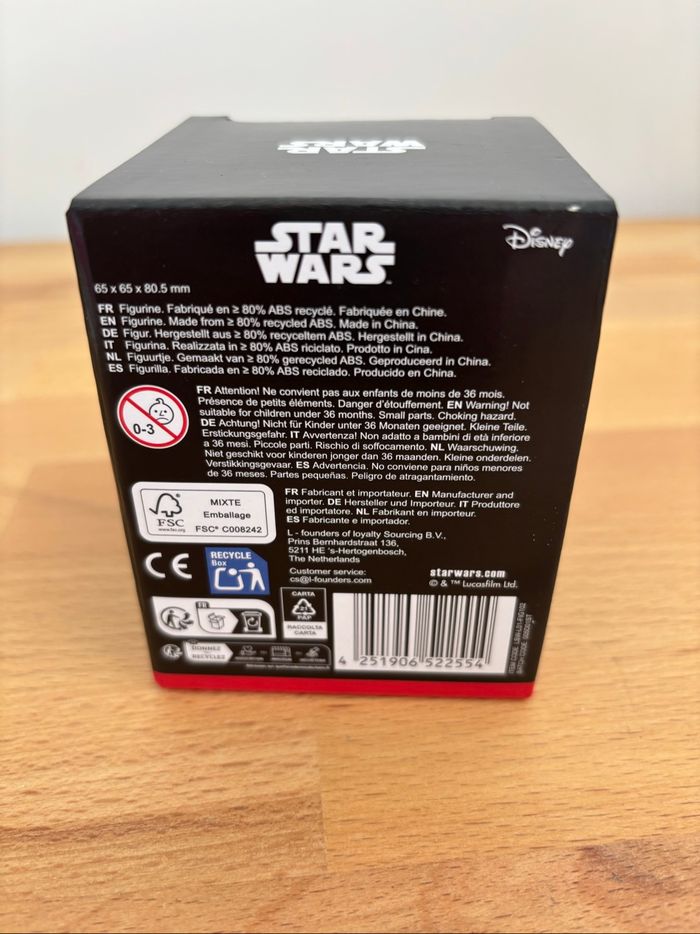 STAR
WARS
STAR
WARS
Disney
65 x 65 x 80.5 mm
FR Figurine. Fabriqué en ≥ 80% ABS recyclé. Fabriquée en Chine.
EN Figurine. Made from ≥ 80% recycled ABS. Made in China.
DE Figur. Hergestellt aus ≥ 80% recyceltem ABS. Hergestellt in China.
IT Figurina. Realizzata in ≥ 80% ABS riciclato. Prodotto in Cina.
NL Figuurtje. Gemaakt van ≥ 80% gerecycled ABS. Geproduceerd in China.
ES Figurilla. Fabricada en ≥ 80% ABS reciclado. Producido en China.
0-3
FR Attention! Ne convient pas aux enfants de moins de 36 mois.
Présence de petits éléments. Danger d'étouffement. EN Warning! Not
suitable for children under 36 months. Small parts. Choking hazard.
DE Achtung! Nicht für Kinder unter 36 Monaten geeignet. Kleine Teile.
Erstickungsgefahr. IT Avvertenza! Non adatto a bambini di età inferiore
a 36 mesi. Piccole parti. Rischio di soffocamento. NL Waarschuwing.
Niet geschikt voor kinderen jonger dan 36 maanden. Kleine onderdelen.
Verstikkingsgevaar. ES Advertencia. No conviene para niños menores
de 36 meses. Partes pequeñas. Peligro de atragantamiento.
FSC
www.fsc.org
MIXTE
Emballage
FSC® C008242
FR Fabricant et importateur. EN Manufacturer and
importer. DE Hersteller und Importeur. IT Produttore
ed importatore. NL Fabrikant en importeur.
ES Fabricante e importador.
L - founders of loyalty Sourcing B.V.,
Prins Bernhardstraat 136,
5211 HE 's-Hertogenbosch,
The Netherlands
Customer service:
cs@l-founders.com
CE
RECYCLE
Box
starwars.com
© & ™ Lucasfilm Ltd.
FR
CARTA
21
PAP
RACCOLTA
CARTA
DONNEZ
RECYCLEZ
4 251906 522554